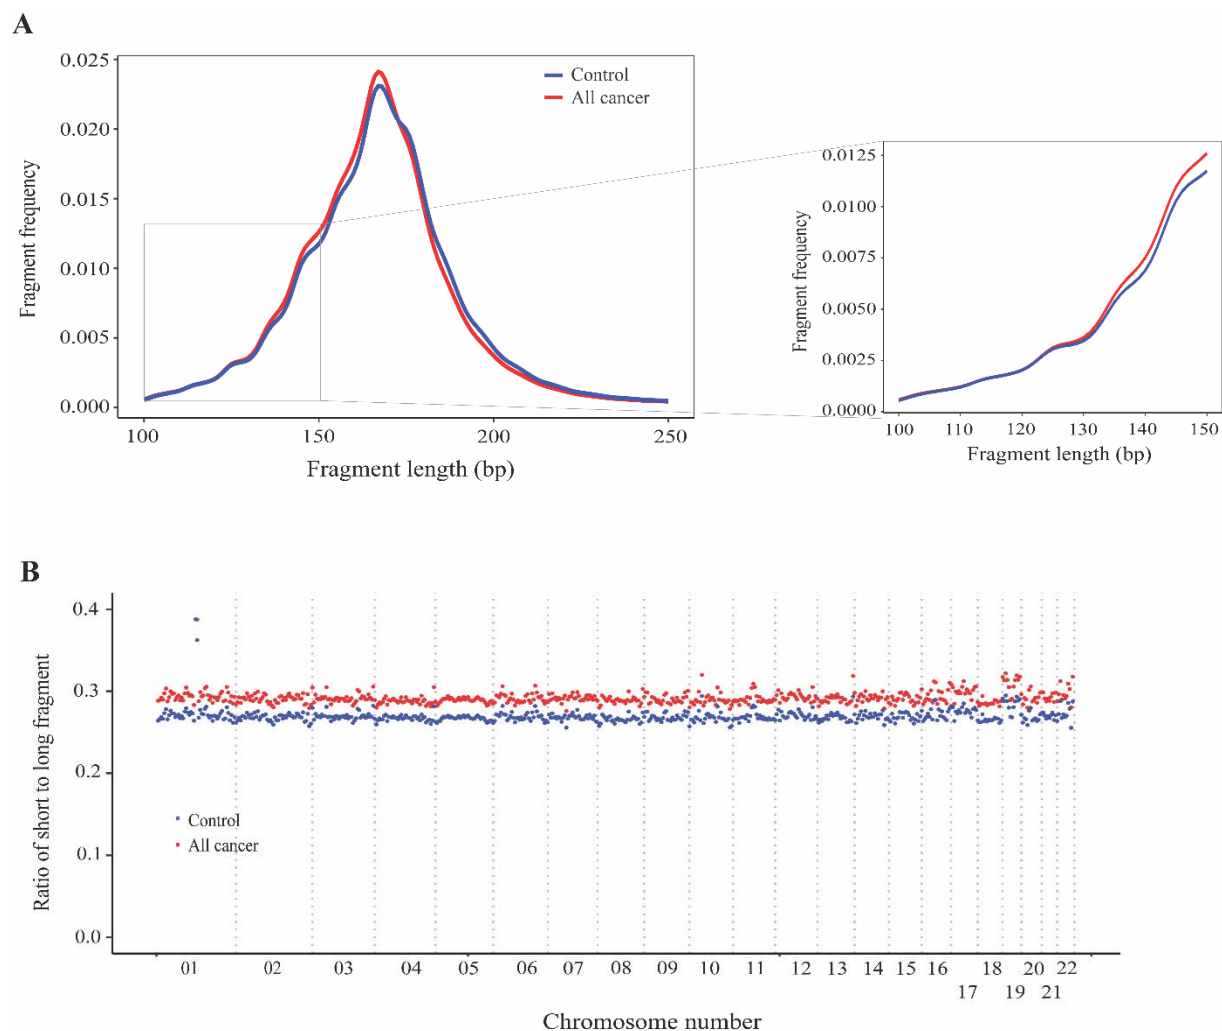 A
0.025
0.020
0.015
0.010
0.005
0.000
Fragment frequency
Control
All cancer
100 150 200 250
Fragment length (bp)
0.0125
0.0100
0.0075
0.0050
0.0025
0.0000
Fragment frequency
100 110 120 130 140 150
Fragment length (bp)
B
0.4
0.3
0.2
0.1
0.0
Ratio of short to long fragment
Control
All cancer
01 02 03 04 05 06 07 08 09 10 11 12 13 14 15 16 18 20 22
17 19 21
Chromosome number